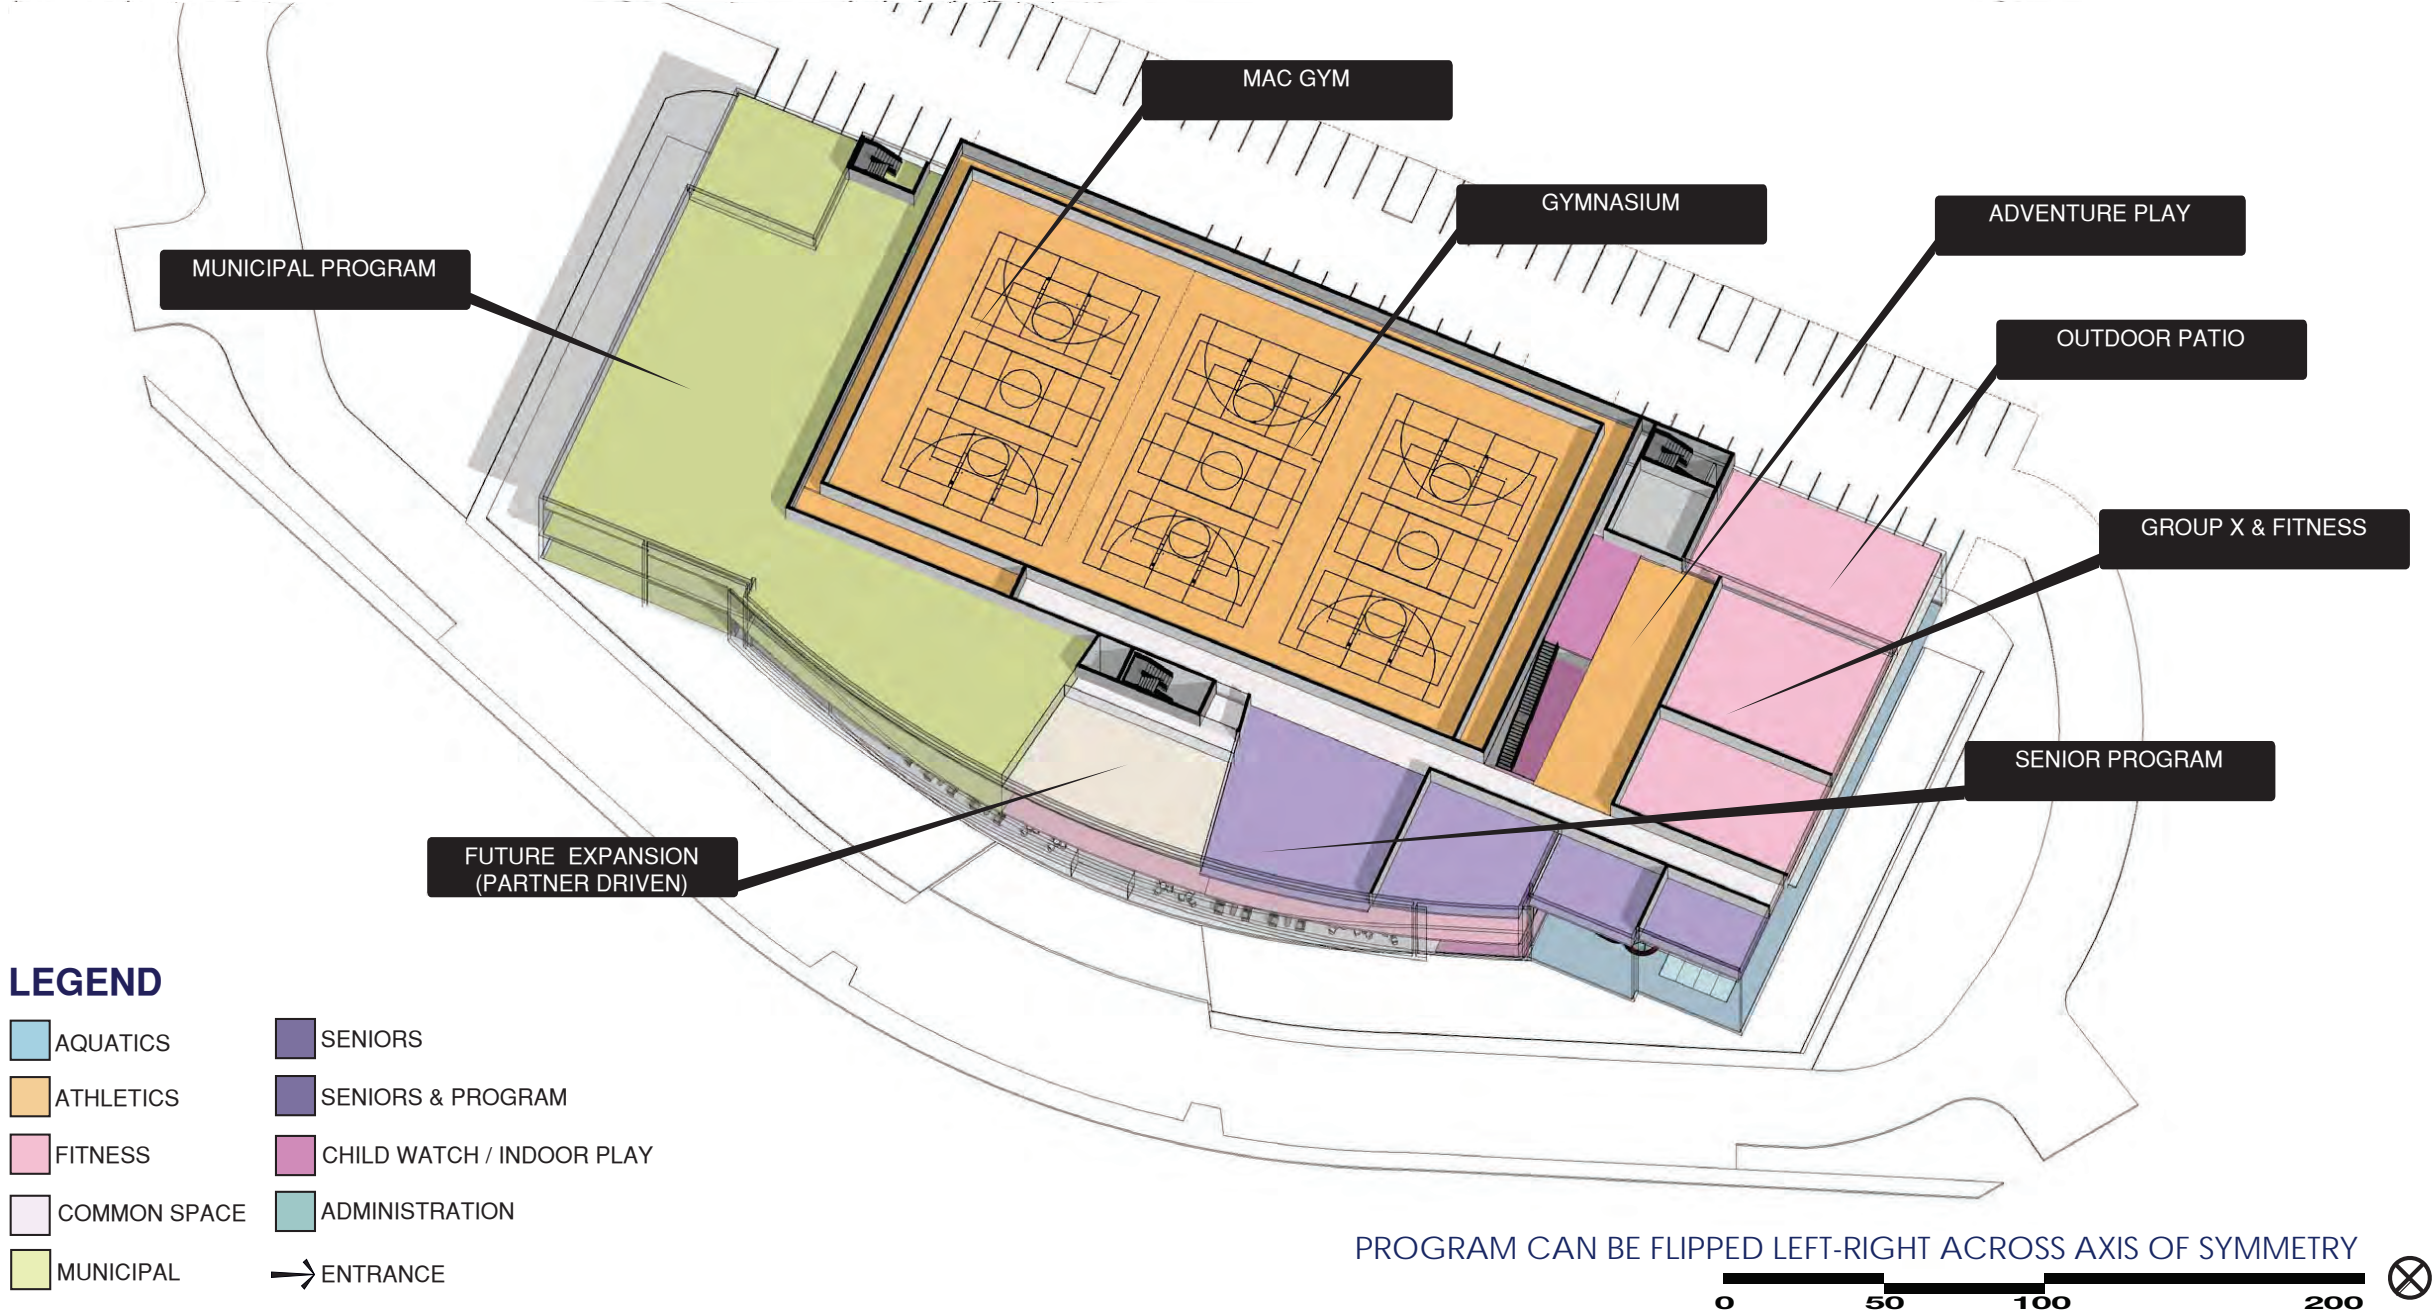 MAC GYM
GYMNASIUM
ADVENTURE PLAY
MUNICIPAL PROGRAM
OUTDOOR PATIO
GROUP X & FITNESS
SENIOR PROGRAM
FUTURE EXPANSION
(PARTNER DRIVEN)
LEGEND
AQUATICS
ATHLETICS
FITNESS
COMMON SPACE
MUNICIPAL
SENIORS
SENIORS & PROGRAM
CHILD WATCH / INDOOR PLAY
ADMINISTRATION
ENTRANCE
PROGRAM CAN BE FLIPPED LEFT-RIGHT ACROSS AXIS OF SYMMETRY
0 50 100 200